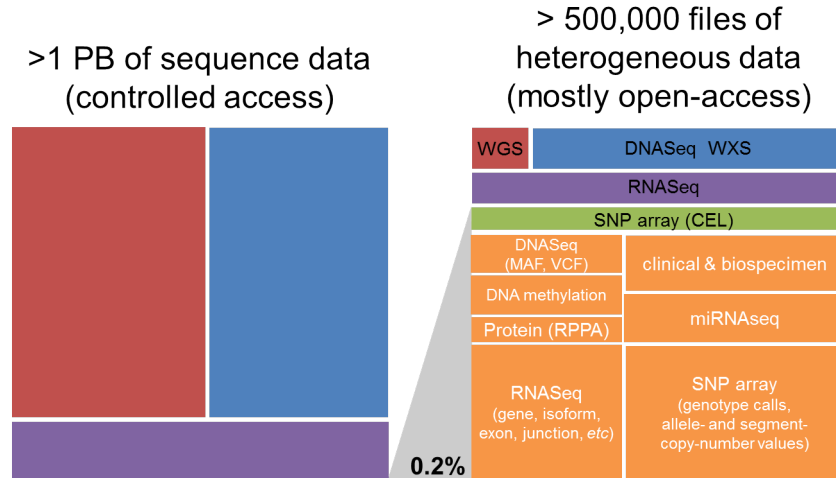 >1 PB of sequence data
(controlled access)
> 500,000 files of
heterogeneous data
(mostly open-access)
WGS
DNASeq WXS
RNASeq
SNP array (CEL)
DNASeq
(MAF, VCF)
clinical & biospecimen
DNA methylation
miRNAseq
Protein (RPPA)
RNASeq
(gene, isoform,
exon, junction, etc)
SNP array
(genotype calls,
allele- and segment-
copy-number values)
0.2%